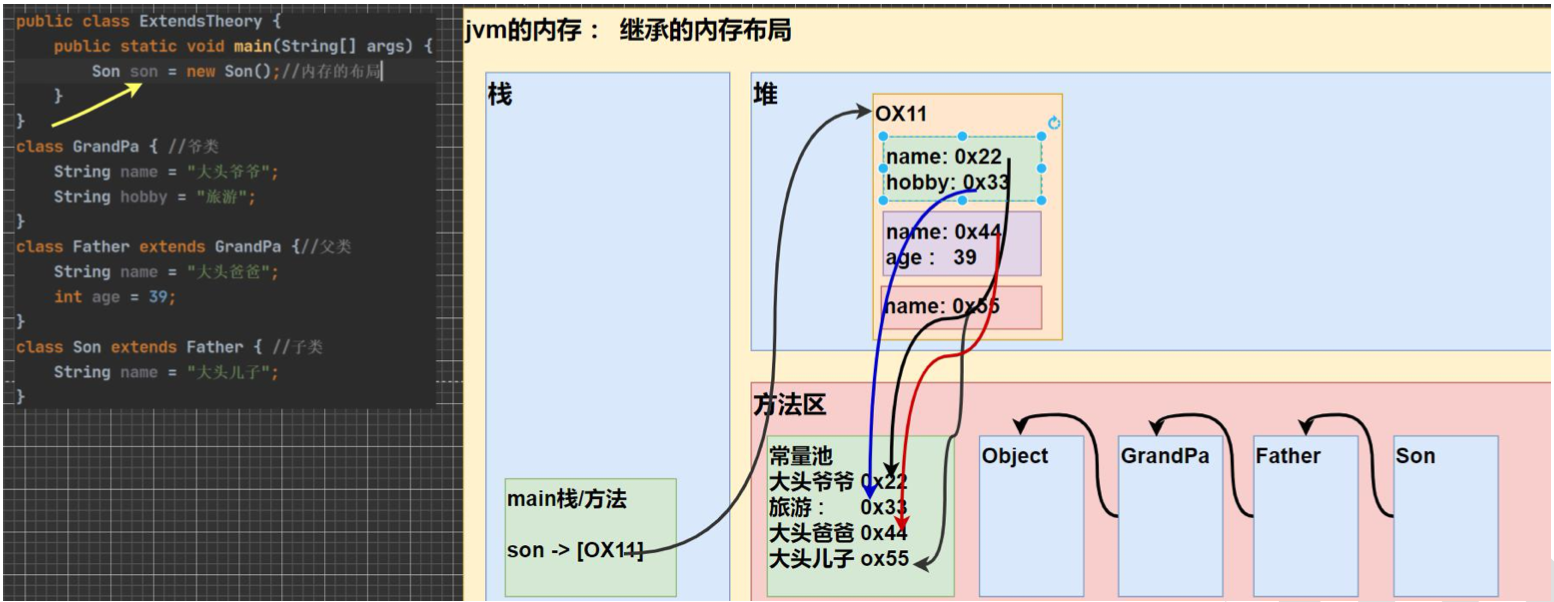 public class ExtendsTheory {
public static void main(String[] args) {
Son son = new Son();//内存的布局
}
}
class GrandPa { //爷类
String name = "大头爷爷";
String hobby = "旅游";
}
class Father extends GrandPa {//父类
String name = "大头爸爸";
int age = 39;
}
class Son extends Father { //子类
String name = "大头儿子";
}
jvm的内存： 继承的内存布局
栈
main栈/方法
son -> [OX11]
堆
OX11
name: 0x22
hobby: 0x33
name: 0x44
age： 39
name: 0x55
方法区
常量池
大头爷爷 0x22
旅游： 0x33
大头爸爸 0x44
大头儿子 ox55
Object
GrandPa
Father
Son